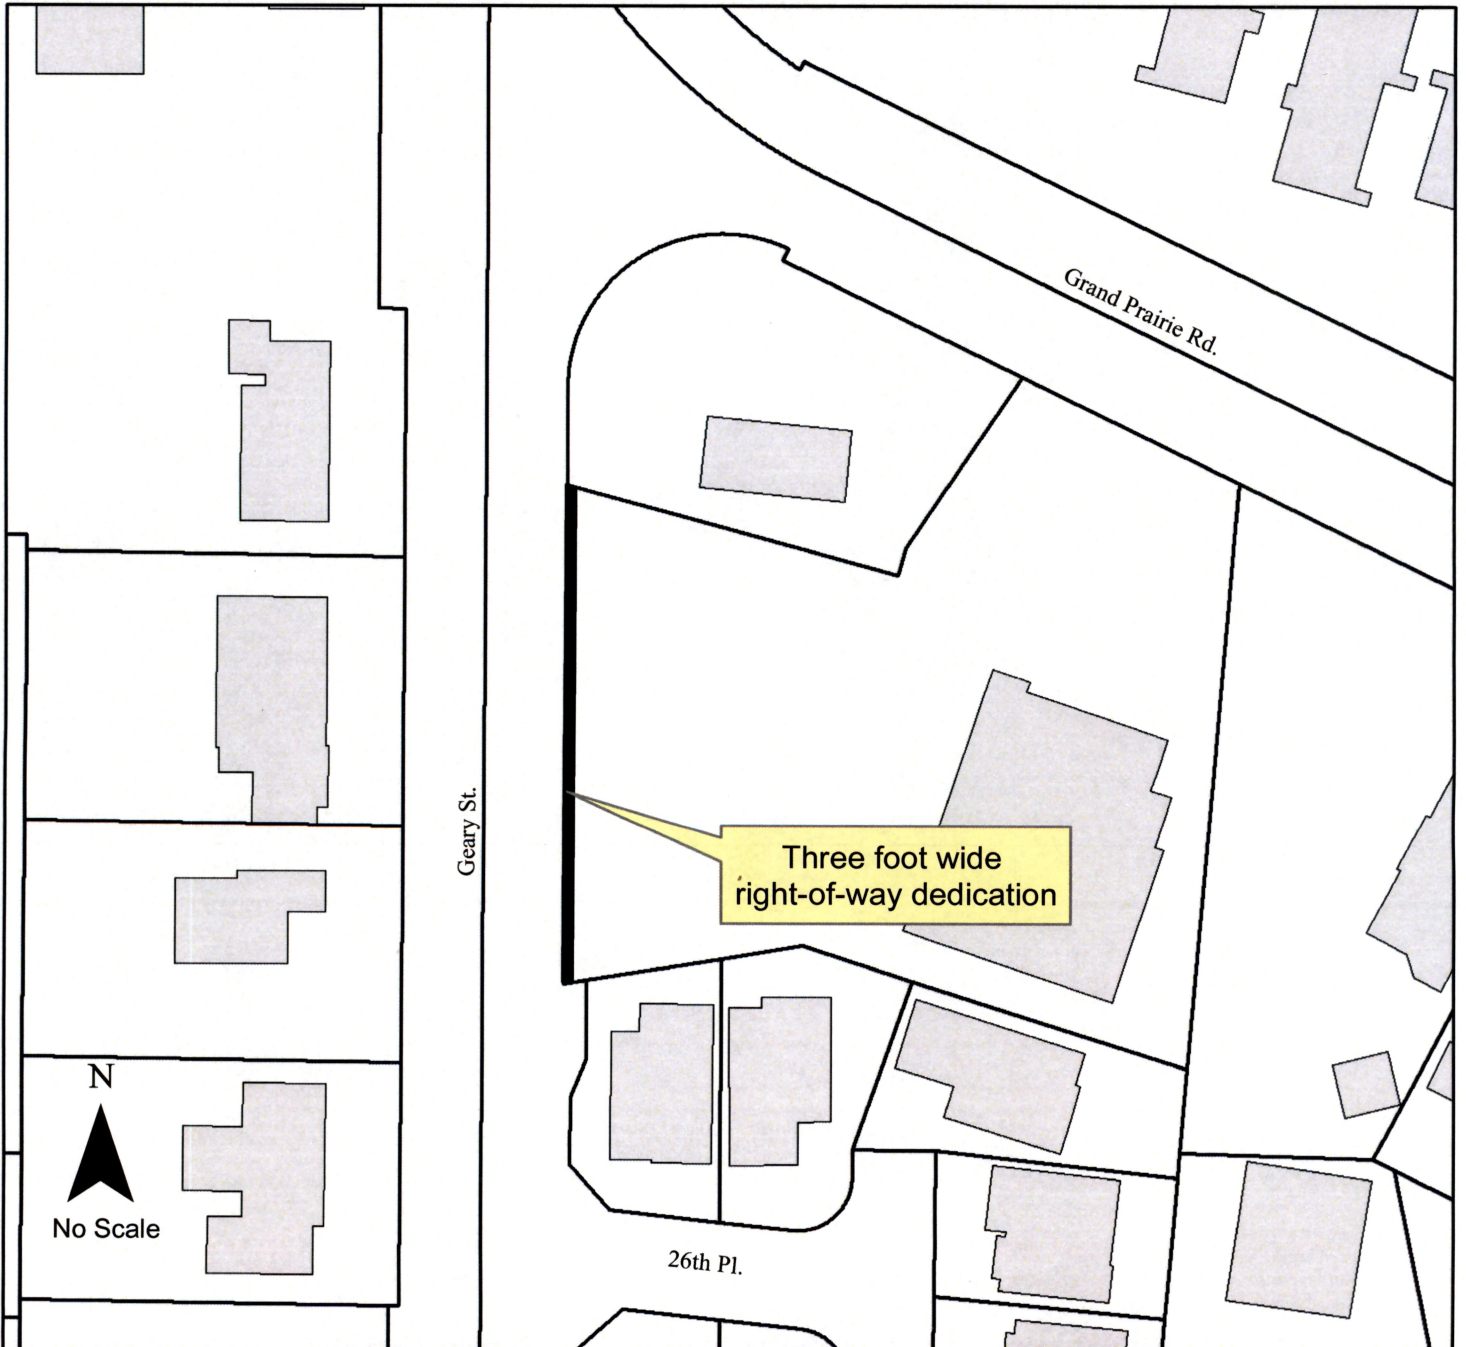 Grand Prairie Rd.
Geary St.
Three foot wide
right-of-way dedication
N
No Scale
26th Pl.